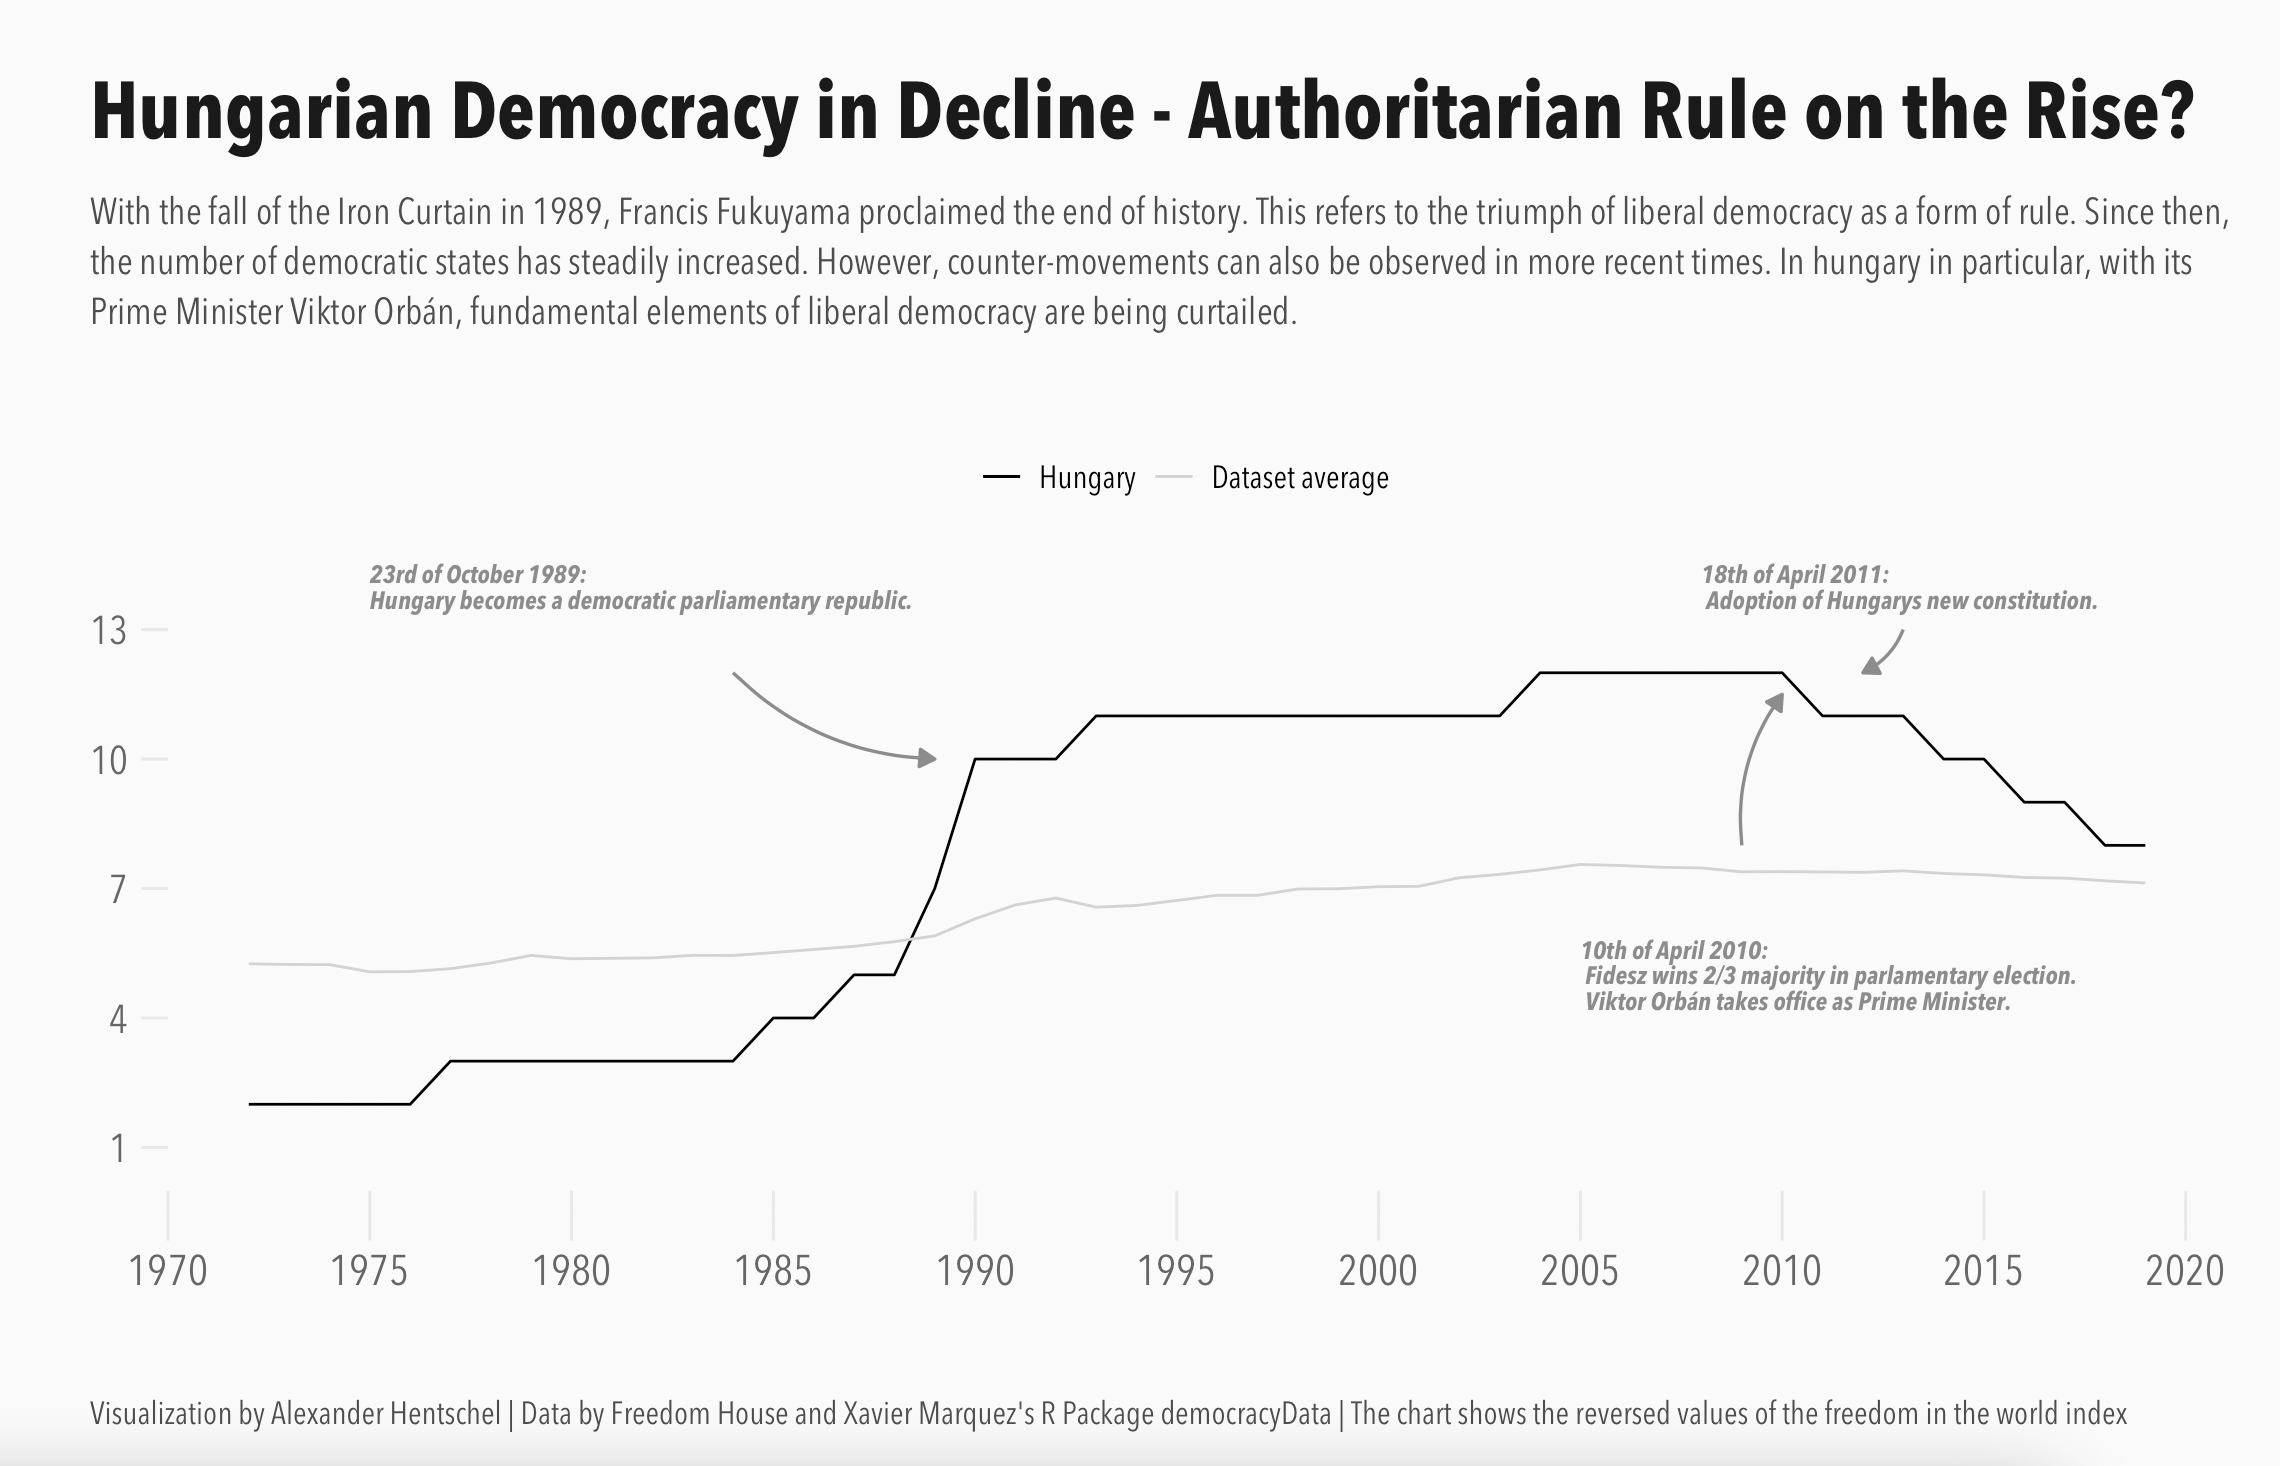 Hungarian Democracy in Decline - Authoritarian Rule on the Rise?
With the fall of the Iron Curtain in 1989, Francis Fukuyama proclaimed the end of history. This refers to the triumph of liberal democracy as a form of rule. Since then,
the number of democratic states has steadily increased. However, counter-movements can also be observed in more recent times. In hungary in particular, with its
Prime Minister Viktor Orbán, fundamental elements of liberal democracy are being curtailed.
Hungary
Dataset average
23rd of October 1989:
Hungary becomes a democratic parliamentary republic.
18th of April 2011:
Adoption of Hungarys new constitution.
13
10
7
4
1
10th of April 2010:
Fidesz wins 2/3 majority in parlamentary election.
Viktor Orbán takes office as Prime Minister.
1970 1975 1980 1985 1990 1995 2000 2005 2010 2015 2020
Visualization by Alexander Hentschel | Data by Freedom House and Xavier Marquez's R Package democracyData | The chart shows the reversed values of the freedom in the world index